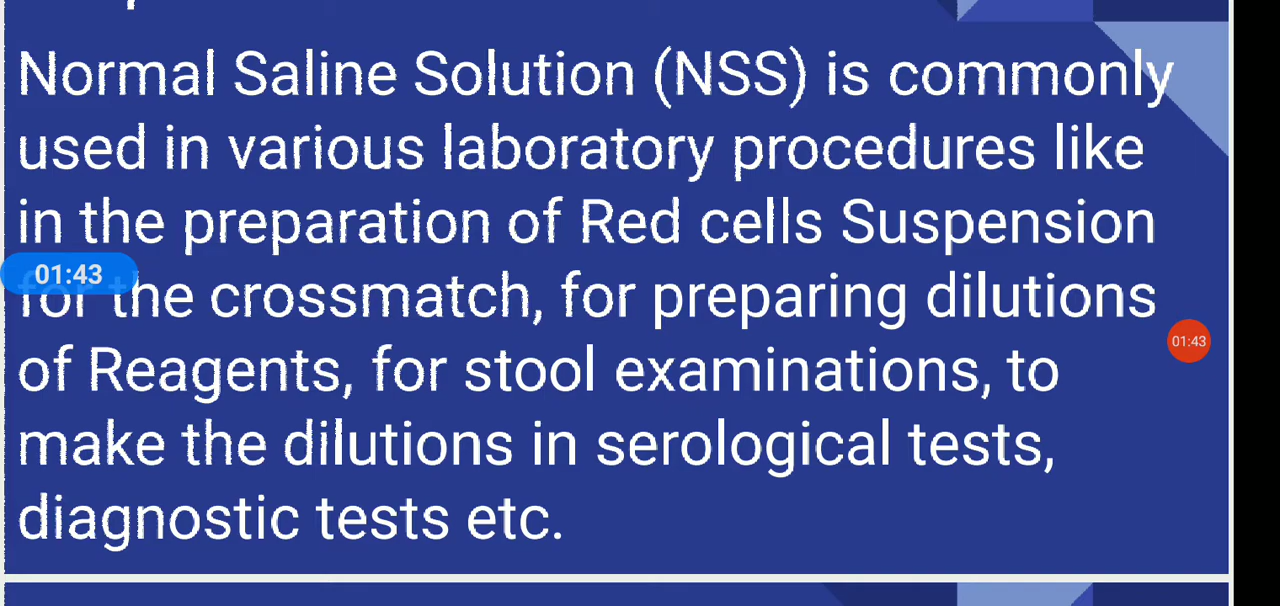 Normal Saline Solution (NSS) is commonly
used in various laboratory procedures like
in the preparation of Red cells Suspension
01:43
for the crossmatch, for preparing dilutions
01:43
of Reagents, for stool examinations, to
make the dilutions in serological tests,
diagnostic tests etc.